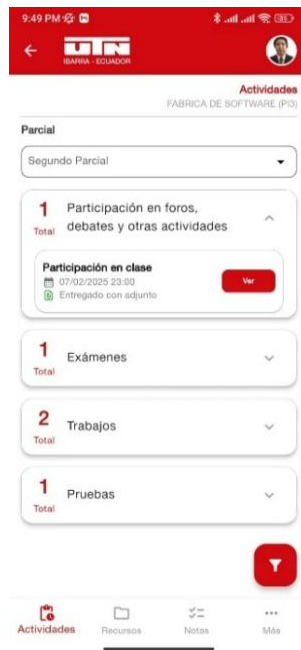 9:49 PM
UTN
IBARRA - ECUADOR
Actividades
FABRICA DE SOFTWARE (PI3)
Parcial
Segundo Parcial
1
Total
Participación en foros,
debates y otras actividades
Participación en clase
07/02/2025 23:00
Entregado con adjunto
Ver
1
Total
Exámenes
2
Total
Trabajos
1
Total
Pruebas
Actividades
Recursos
Notas
Más